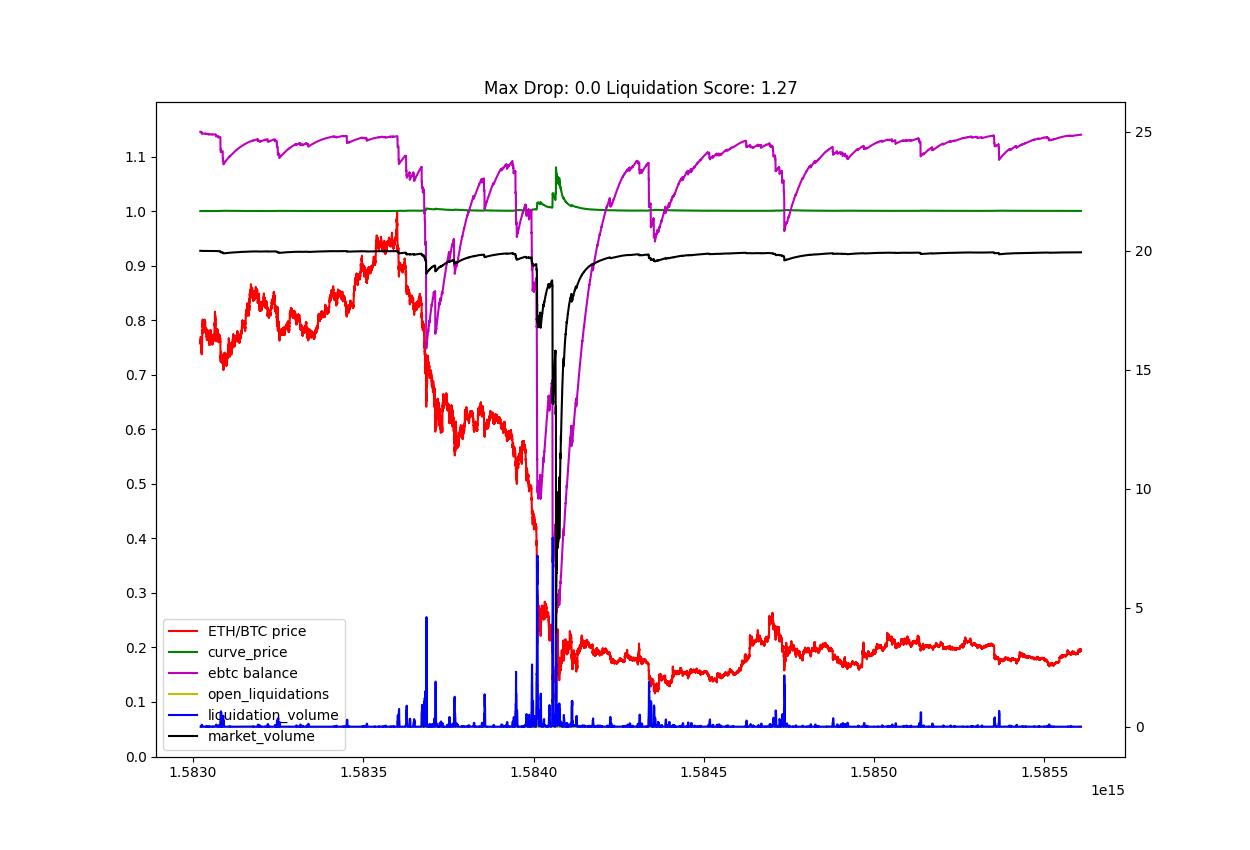 Max Drop: 0.0 Liquidation Score: 1.27
1.1
1.0
0.9
0.8
0.7
0.6
0.5
0.4
0.3
0.2
0.1
0.0
25
20
15
10
5
0
ETH/BTC price
curve_price
ebtc balance
open_liquidations
liquidation_volume
market_volume
1.5830 1.5835 1.5840 1.5845 1.5850 1.5855
1e15